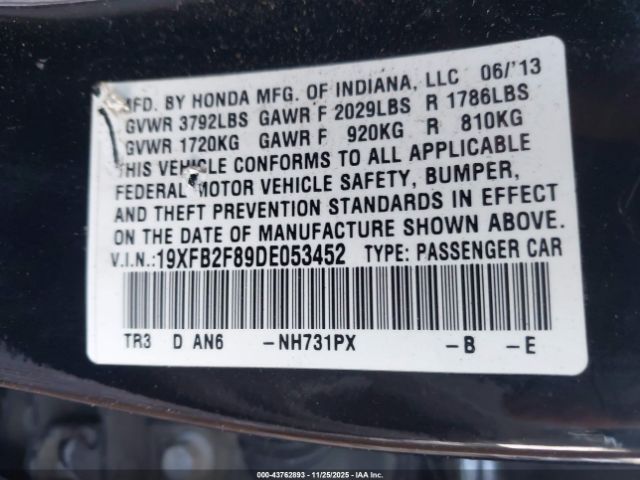 MFD. BY HONDA MFG. OF INDIANA, LLC 06/'13
GVWR 3792LBS GAWR F 2029LBS R 1786LBS
GVWR 1720KG GAWR F 920KG R 810KG
THIS VEHICLE CONFORMS TO ALL APPLICABLE
FEDERAL MOTOR VEHICLE SAFETY, BUMPER,
AND THEFT PREVENTION STANDARDS IN EFFECT
ON THE DATE OF MANUFACTURE SHOWN ABOVE.
V.I.N.:19XFB2F89DE053452 TYPE: PASSENGER CAR
TR3 D AN6 -NH731PX -B -E
000-43762893 - 11/25/2025 - IAA Inc.